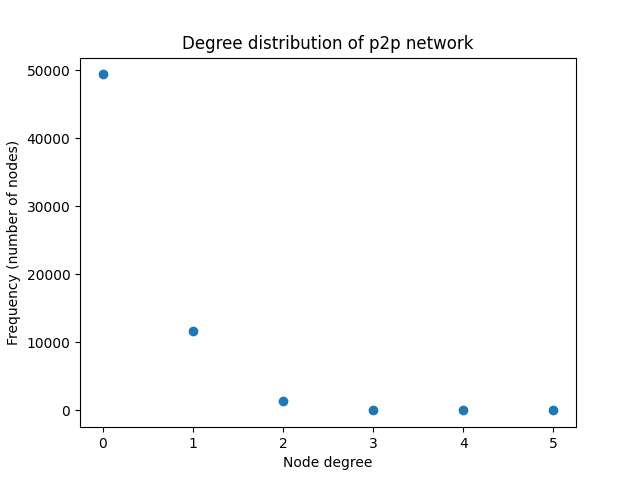 Degree distribution of p2p network
Frequency (number of nodes)
50000
40000
30000
20000
10000
0
0 1 2 3 4 5
Node degree